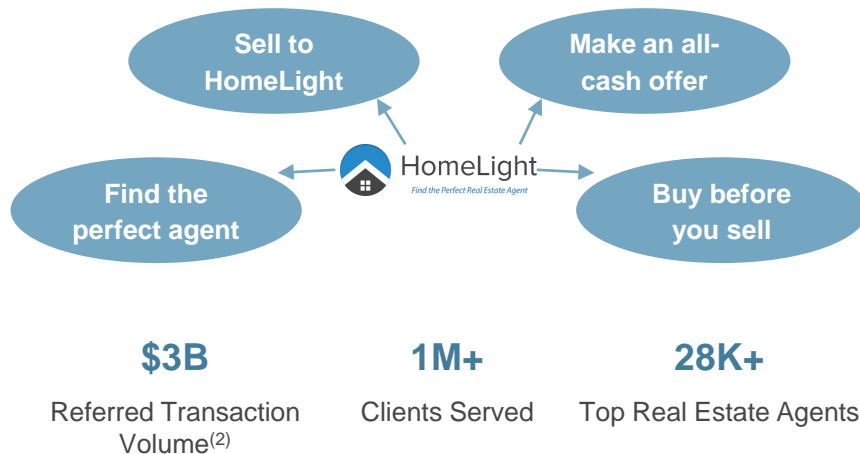 Sell to
HomeLight
Make an all-
cash offer
HomeLight
Find the Perfect Real Estate Agent
Find the
perfect agent
Buy before
you sell
$3B
1M+
28K+
Referred Transaction
Volume(2)
Clients Served
Top Real Estate Agents